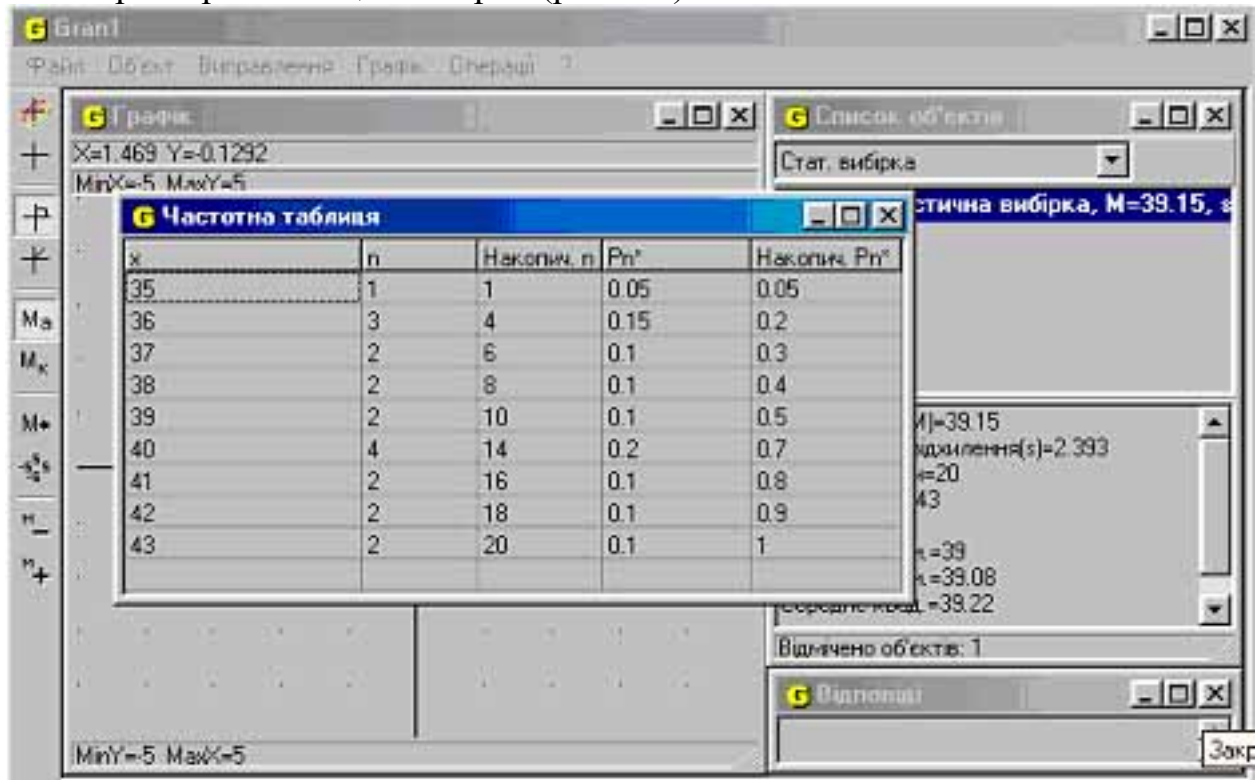 Gran1
Файл Об'єкт Виправлення Графік Операції ?
Графік
X=1.469 Y=-0.1292
MinX=-5 MaxY=5
Список об'єктів
Стат. вибірка
стична вибірка, M=39.15, s
Частотна таблиця
x n Накопич. n Pn* Накопич. Pn*
35 1 1 0.05 0.05
36 3 4 0.15 0.2
37 2 6 0.1 0.3
38 2 8 0.1 0.4
39 2 10 0.1 0.5
40 4 14 0.2 0.7
41 2 16 0.1 0.8
42 2 18 0.1 0.9
43 2 20 0.1 1
)=39.15
ідхилення(s)=2.393
=20
43
=39
=39.08
=39.22
Відмічено об'єктів: 1
Відповіді
MinY=-5 MaxX=5
Закр